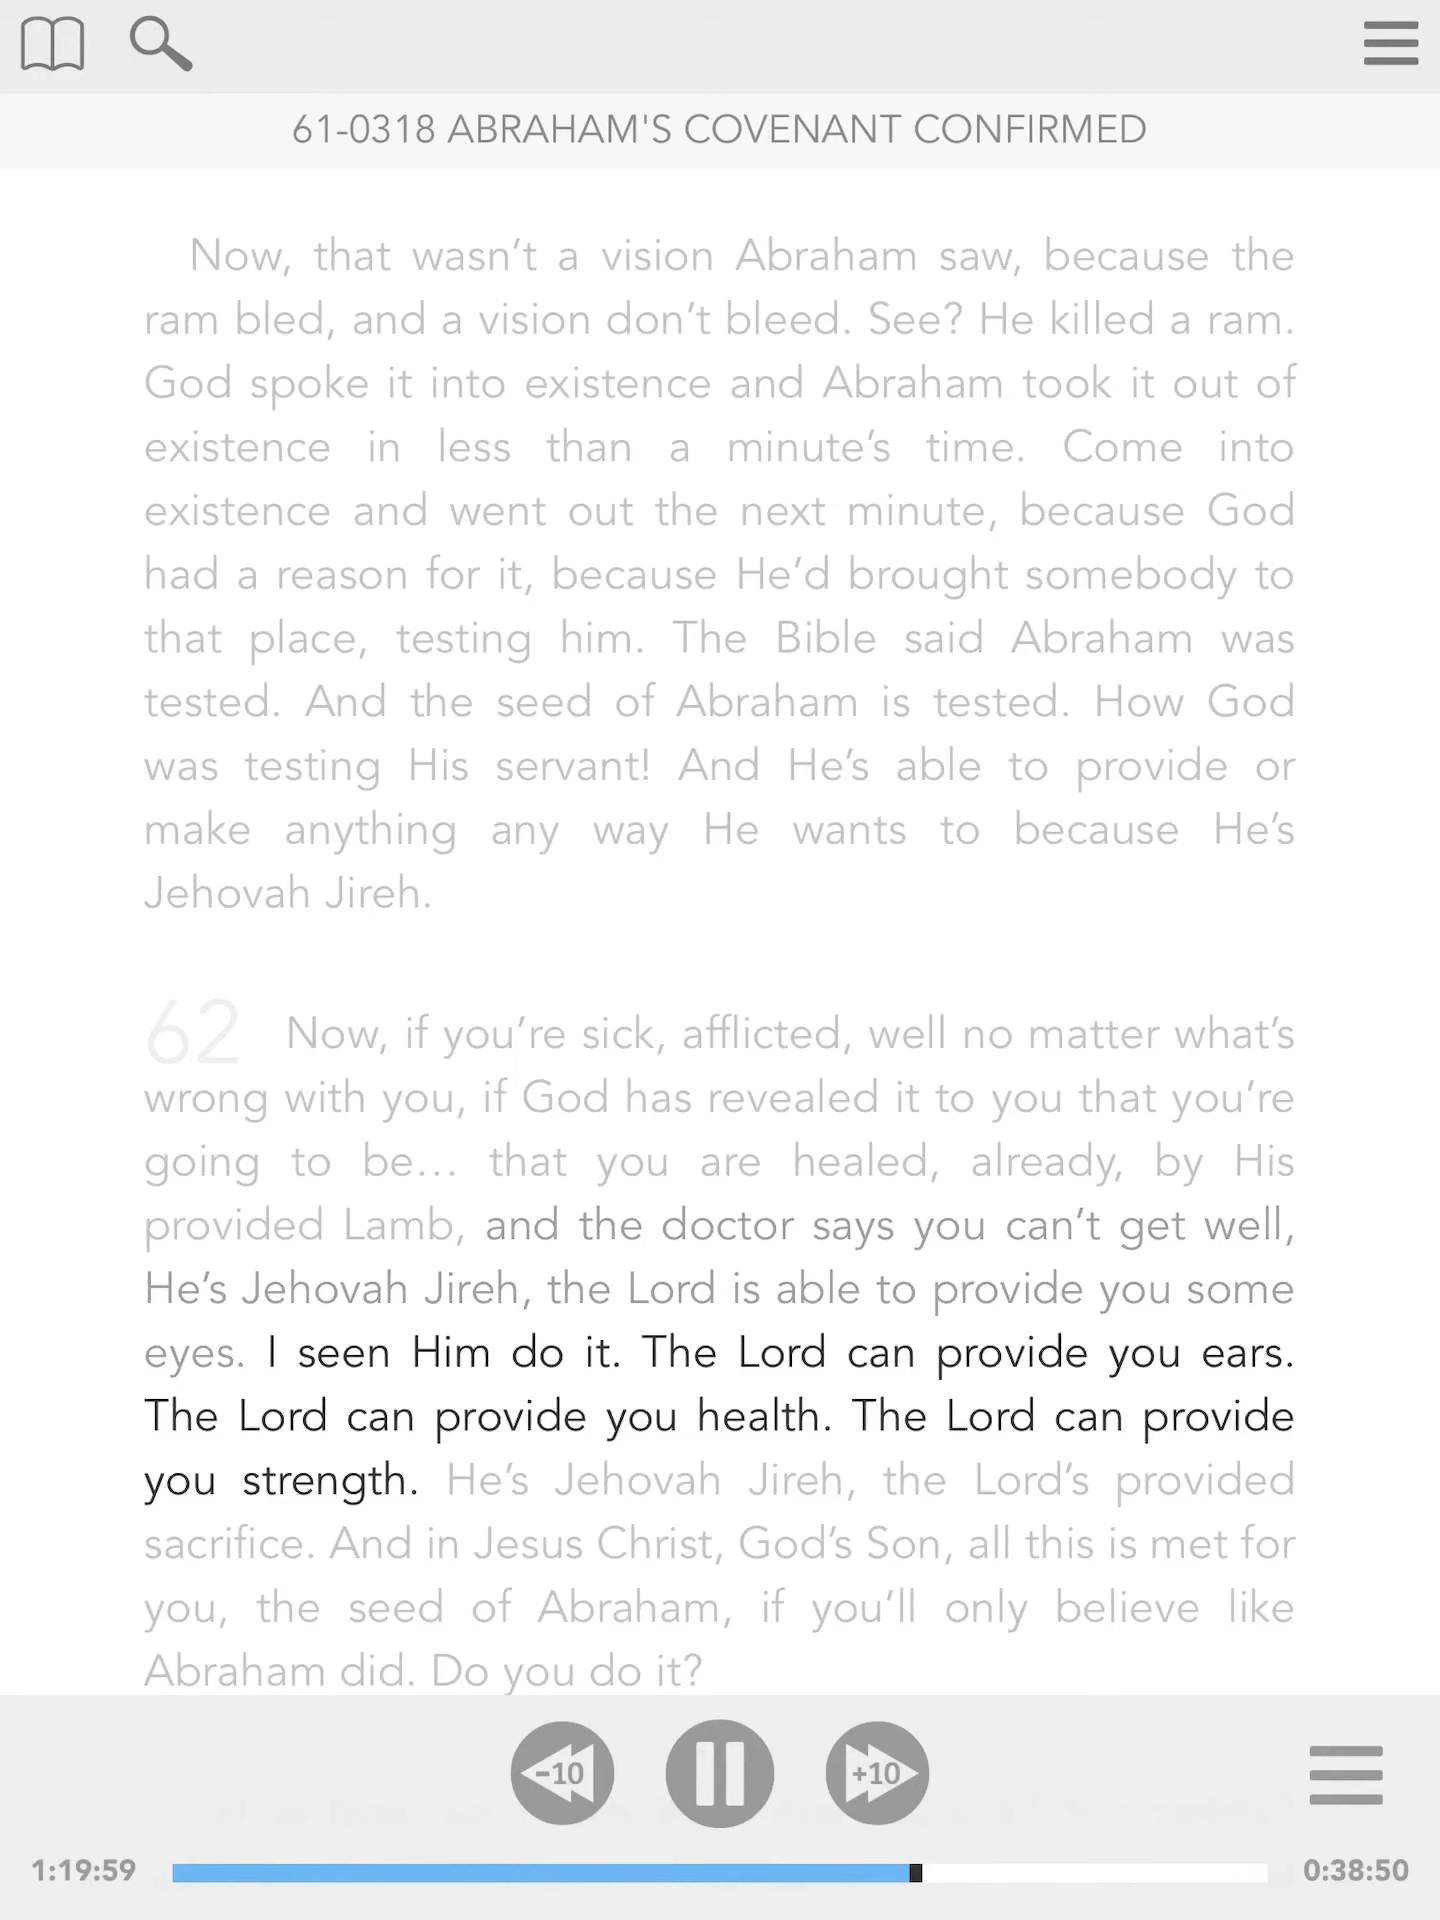 61-0318 ABRAHAM'S COVENANT CONFIRMED
Now, that wasn’t a vision Abraham saw, because the
ram bled, and a vision don’t bleed. See? He killed a ram.
God spoke it into existence and Abraham took it out of
existence in less than a minute’s time. Come into
existence and went out the next minute, because God
had a reason for it, because He’d brought somebody to
that place, testing him. The Bible said Abraham was
tested. And the seed of Abraham is tested. How God
was testing His servant! And He’s able to provide or
make anything any way He wants to because He’s
Jehovah Jireh.
62 Now, if you’re sick, afflicted, well no matter what’s
wrong with you, if God has revealed it to you that you’re
going to be… that you are healed, already, by His
provided Lamb, and the doctor says you can’t get well,
He’s Jehovah Jireh, the Lord is able to provide you some
eyes. I seen Him do it. The Lord can provide you ears.
The Lord can provide you health. The Lord can provide
you strength. He’s Jehovah Jireh, the Lord’s provided
sacrifice. And in Jesus Christ, God’s Son, all this is met for
you, the seed of Abraham, if you’ll only believe like
Abraham did. Do you do it?
-10 +10
1:19:59 0:38:50